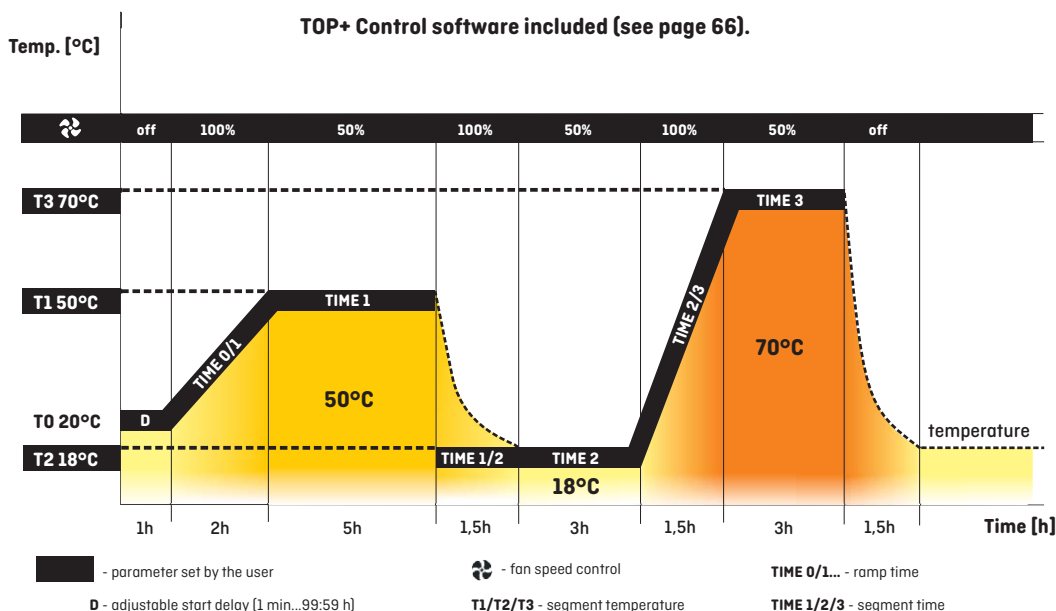 TOP+ Control software included (see page 66).
Temp. [°C]
off 100% 50% 100% 50% 100% 50% off
T3 70°C
TIME 3
T1 50°C
TIME 1
TIME 0/1
TIME 2/3
70°C
50°C
T0 20°C
D
temperature
T2 18°C
TIME 1/2
TIME 2
18°C
1h 2h 5h 1,5h 3h 1,5h 3h 1,5h Time [h]
- parameter set by the user
- fan speed control
TIME 0/1... - ramp time
D - adjustable start delay (1 min...99:59 h)
T1/T2/T3 - segment temperature
TIME 1/2/3 - segment time